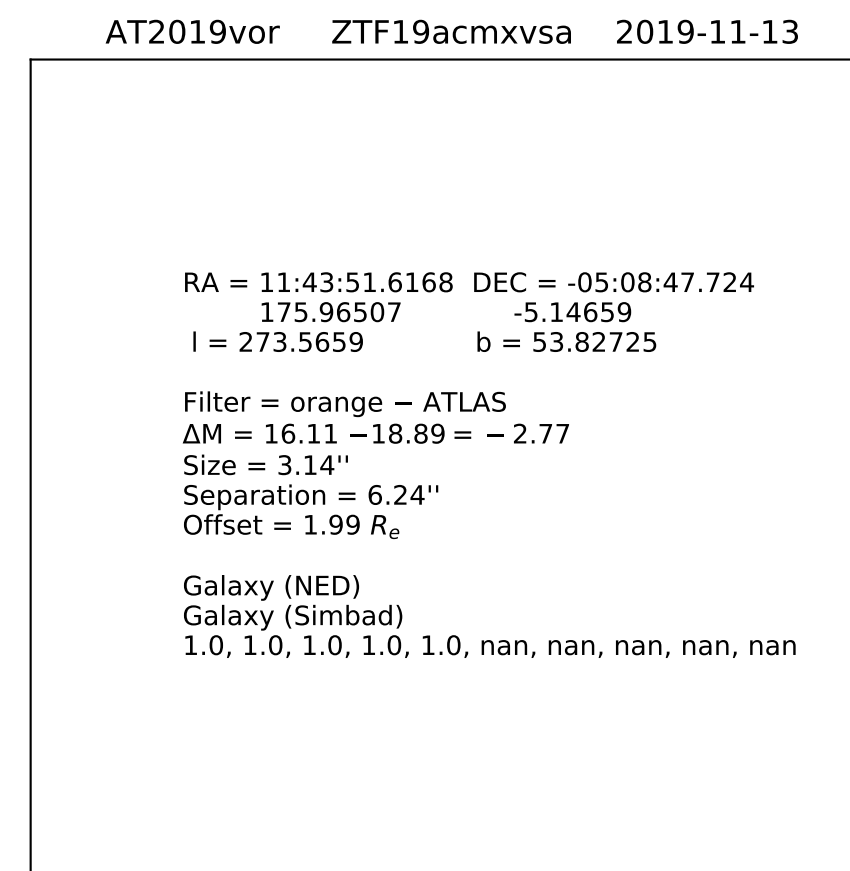 AT2019vor ZTF19acmxvsa 2019-11-13
RA = 11:43:51.6168 DEC = -05:08:47.724
175.96507 -5.14659
l = 273.5659 b = 53.82725
Filter = orange − ATLAS
ΔM = 16.11 −18.89 = − 2.77
Size = 3.14''
Separation = 6.24''
Offset = 1.99 Rₑ
Galaxy (NED)
Galaxy (Simbad)
1.0, 1.0, 1.0, 1.0, 1.0, nan, nan, nan, nan, nan